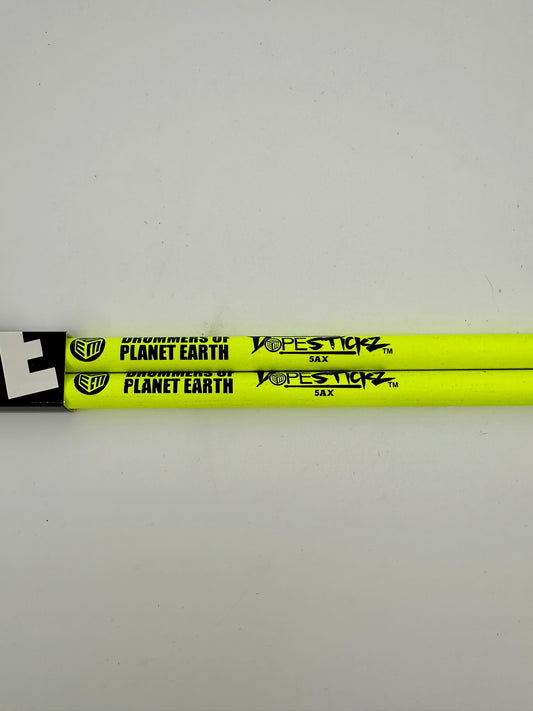 E
DRUMMERS OF
PLANET EARTH
DOPESTICKZ™
5AX
DRUMMERS OF
PLANET EARTH
DOPESTICKZ™
5AX